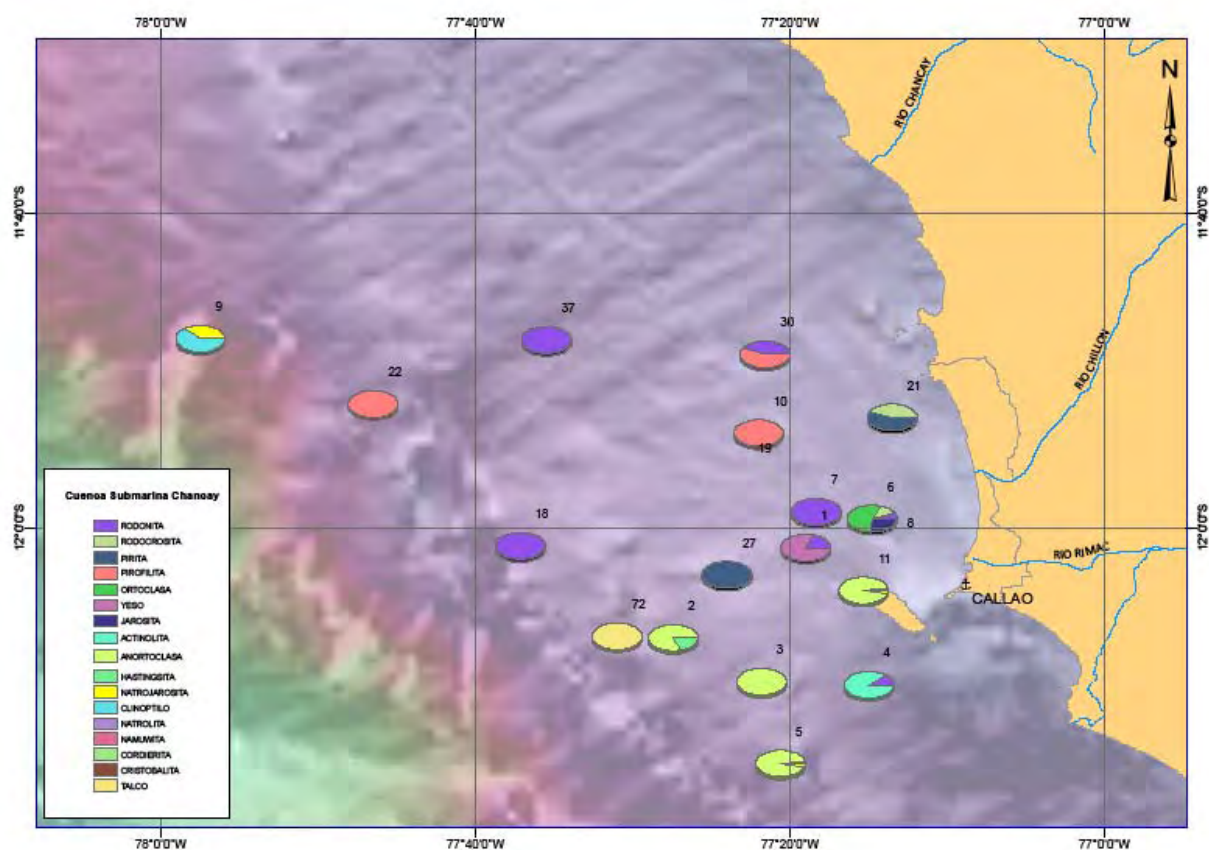 78°0'0"W 77°40'0"W 77°20'0"W 77°0'0"W
N
RIO CHANCAY
11°40'0"S 11°40'0"S
RIO CHILLON
9
37
30
22
21
10
19
7
6
18
1
8
12°0'0"S 12°0'0"S
27
RIO RIMAC
11
CALLAO
72
2
3
4
5
Cuenca Submarina Chancay
RODONITA
RODOCROSITA
PIRITA
PIROFILITA
ORTOCLASA
YESO
JAROSITA
ACTINOLITA
ANORTOCLASA
HASTINGSITA
NATROJAROSITA
CLINOPTILO
NATROLITA
NAMUWITA
CORDIERITA
CRISTOBALITA
TALCO
78°0'0"W 77°40'0"W 77°20'0"W 77°0'0"W